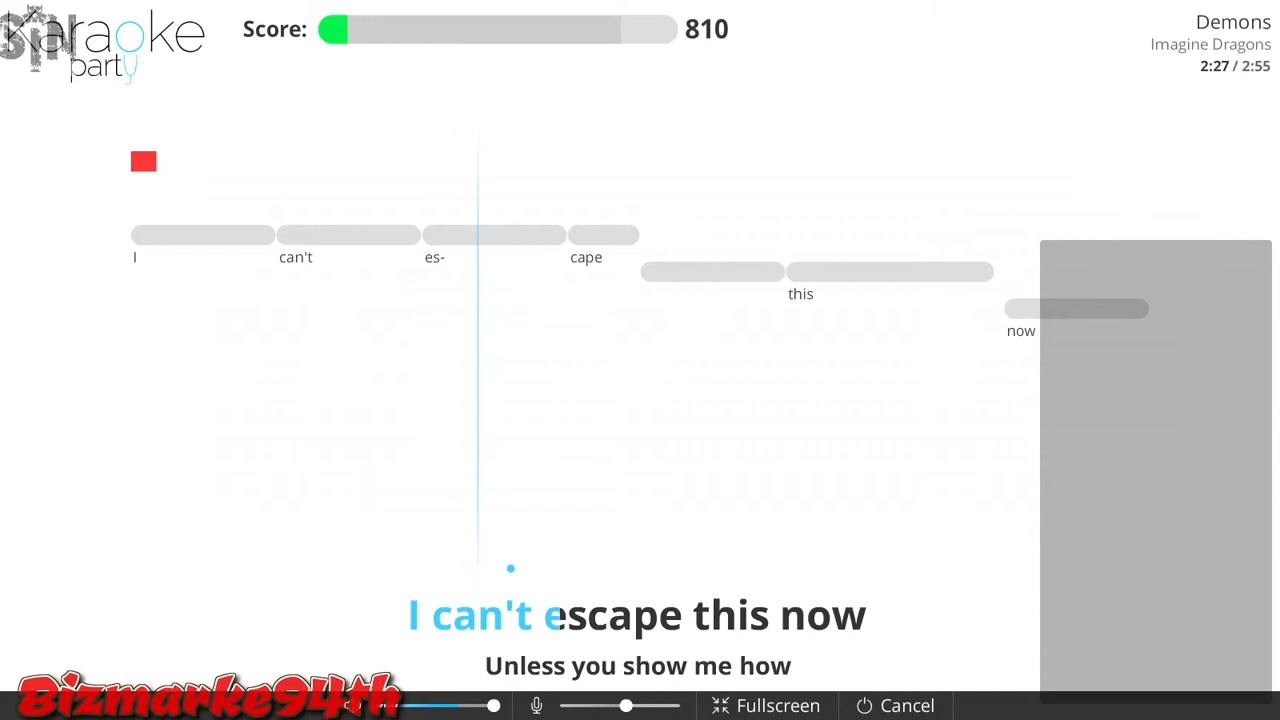 Karaoke
party
Score:
810
Demons
Imagine Dragons
2:27 / 2:55
I can't es- cape
this
now
I can't escape this now
Unless you show me how
Bizmarke94th
Fullscreen
Cancel